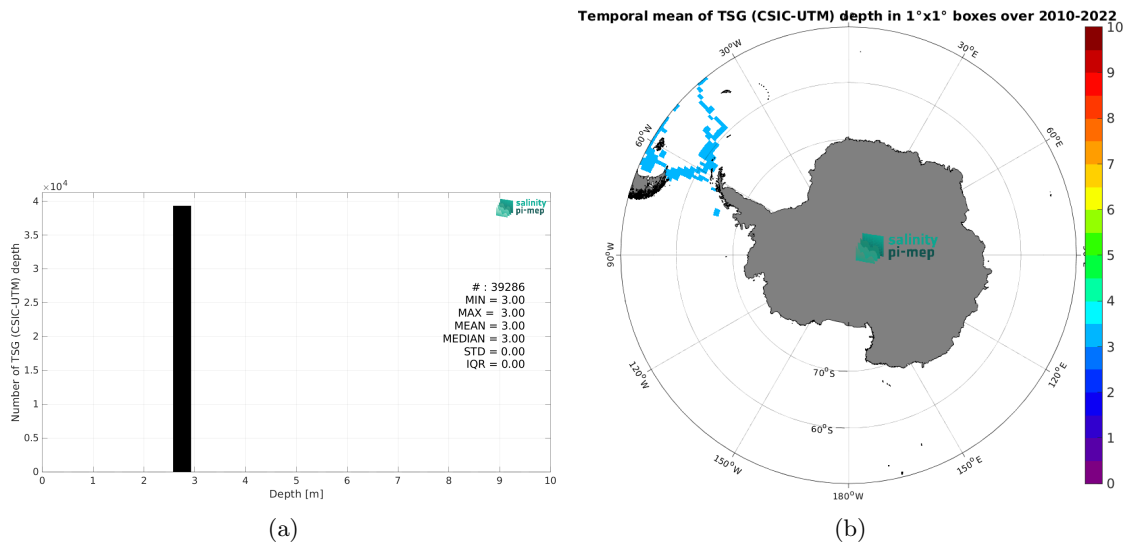 Temporal mean of TSG (CSIC-UTM) depth in 1°x1° boxes over 2010-2022
×10⁴
4
3.5
3
2.5
2
1.5
1
0.5
0
Number of TSG (CSIC-UTM) depth
salinity
pi-mep
# : 39286
MIN = 3.00
MAX = 3.00
MEAN = 3.00
MEDIAN = 3.00
STD = 0.00
IQR = 0.00
0 1 2 3 4 5 6 7 8 9 10
Depth [m]
(a)
30°W
30°E
60°W
60°E
90°W
salinity
pi-mep
120°W
120°E
70°S
60°S
150°W
150°E
180°W
10
9
8
7
6
5
4
3
2
1
0
(b)